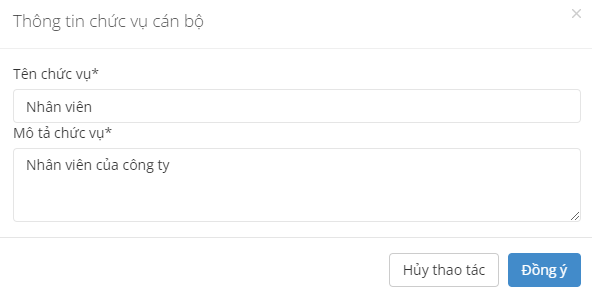 Thông tin chức vụ cán bộ
×
Tên chức vụ*
Nhân viên
Mô tả chức vụ*
Nhân viên của công ty
Hủy thao tác
Đồng ý